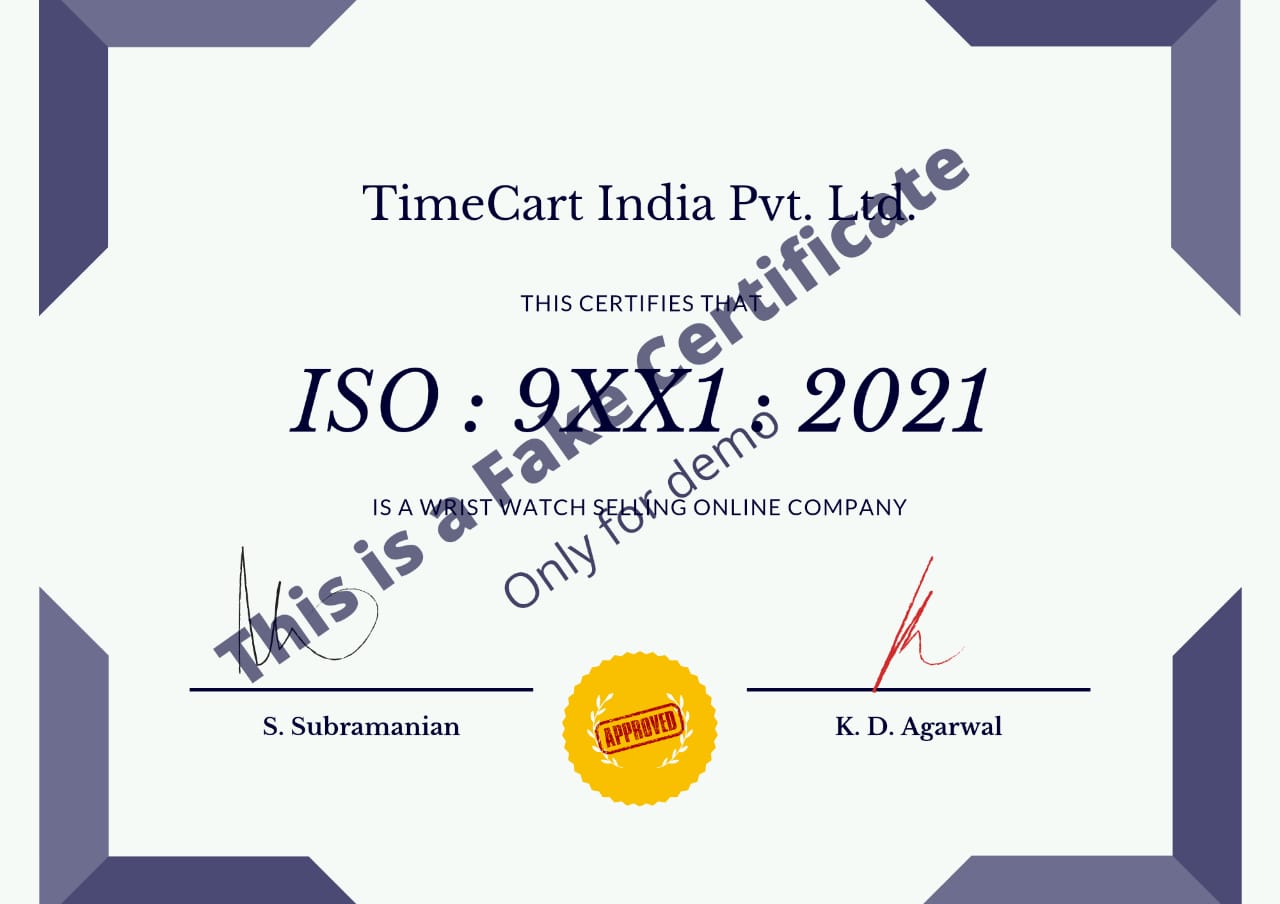 TimeCart India Pvt. Ltd.
THIS CERTIFIES THAT
ISO : 9XX1 : 2021
IS A WRIST WATCH SELLING ONLINE COMPANY
This is a Fake Certificate
Only for demo
S. Subramanian
APPROVED
K. D. Agarwal